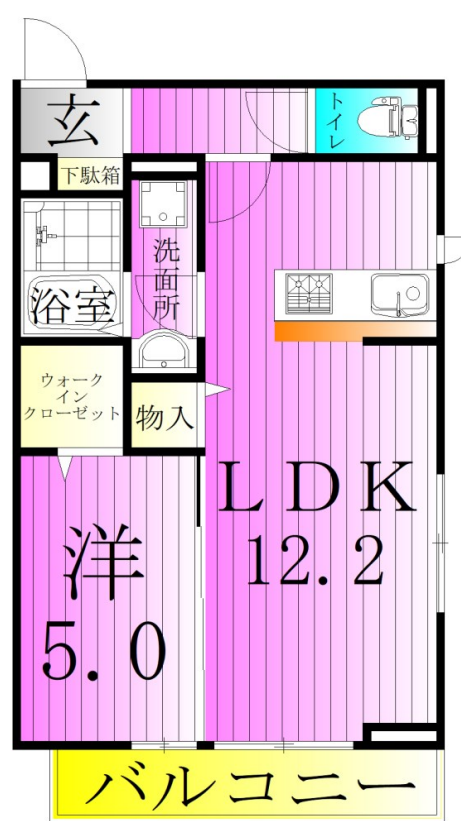 玄
トイレ
下駄箱
洗面所
浴室
ウォーク
イン
クローゼット
物入
LDK
12.2
洋
5.0
バルコニー